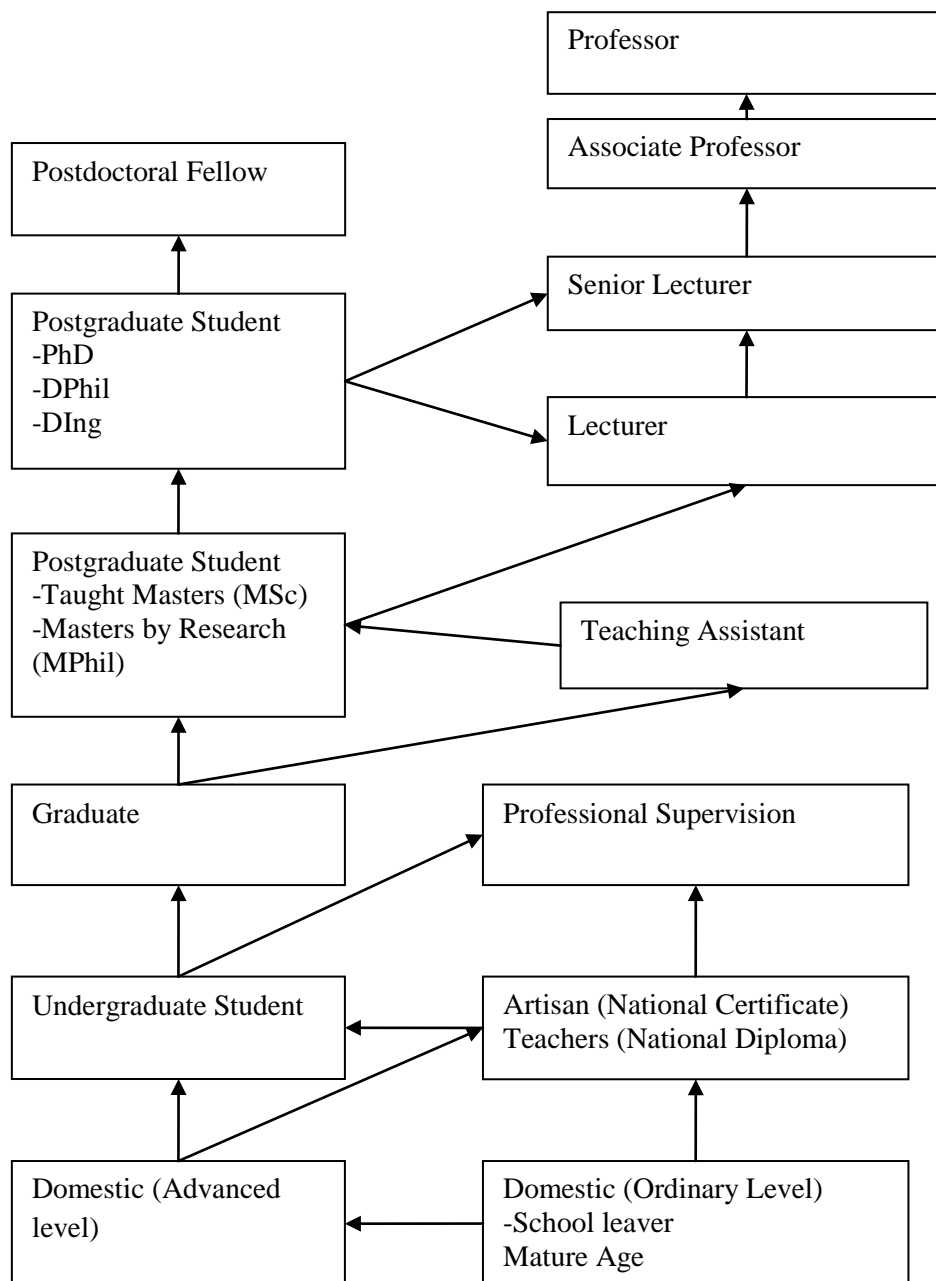 Professor
Associate Professor
Postdoctoral Fellow
Senior Lecturer
Postgraduate Student
-PhD
-DPhil
-DIng
Lecturer
Postgraduate Student
-Taught Masters (MSc)
-Masters by Research
(MPhil)
Teaching Assistant
Graduate
Professional Supervision
Undergraduate Student
Artisan (National Certificate)
Teachers (National Diploma)
Domestic (Advanced
level)
Domestic (Ordinary Level)
-School leaver
Mature Age